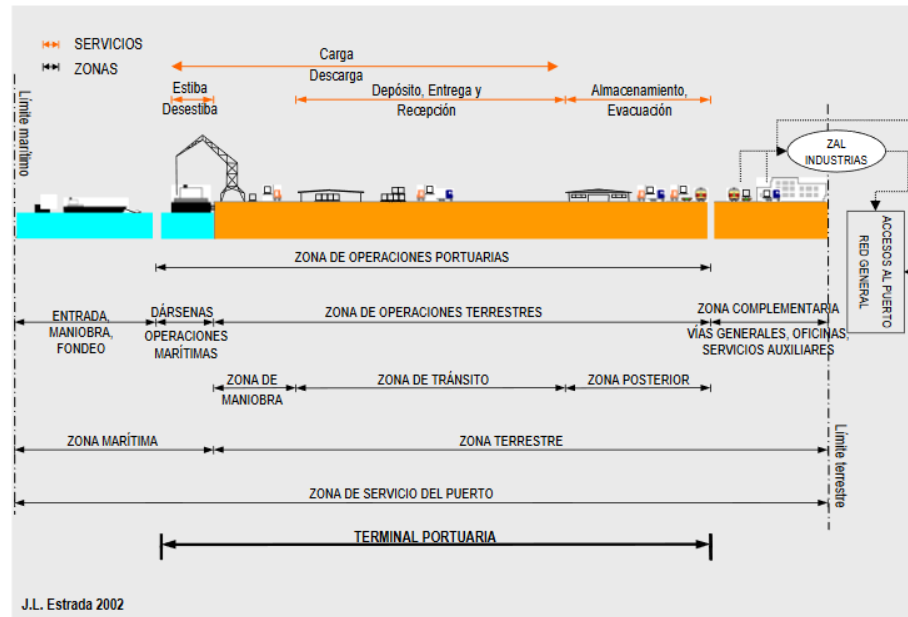 SERVICIOS
ZONAS
Carga
Descarga
Estiba
Desestiba
Depósito, Entrega y
Recepción
Almacenamiento,
Evacuación
Límite marítimo
ZAL
INDUSTRIAS
ACCESOS AL PUERTO
RED GENERAL
ZONA DE OPERACIONES PORTUARIAS
ENTRADA,
MANIOBRA,
FONDEO
DÁRSENAS
OPERACIONES
MARÍTIMAS
ZONA DE OPERACIONES TERRESTRES
ZONA COMPLEMENTARIA
VÍAS GENERALES, OFICINAS,
SERVICIOS AUXILIARES
ZONA DE
MANIOBRA
ZONA DE TRÁNSITO
ZONA POSTERIOR
ZONA MARÍTIMA
ZONA TERRESTRE
Límite terrestre
ZONA DE SERVICIO DEL PUERTO
TERMINAL PORTUARIA
J.L. Estrada 2002